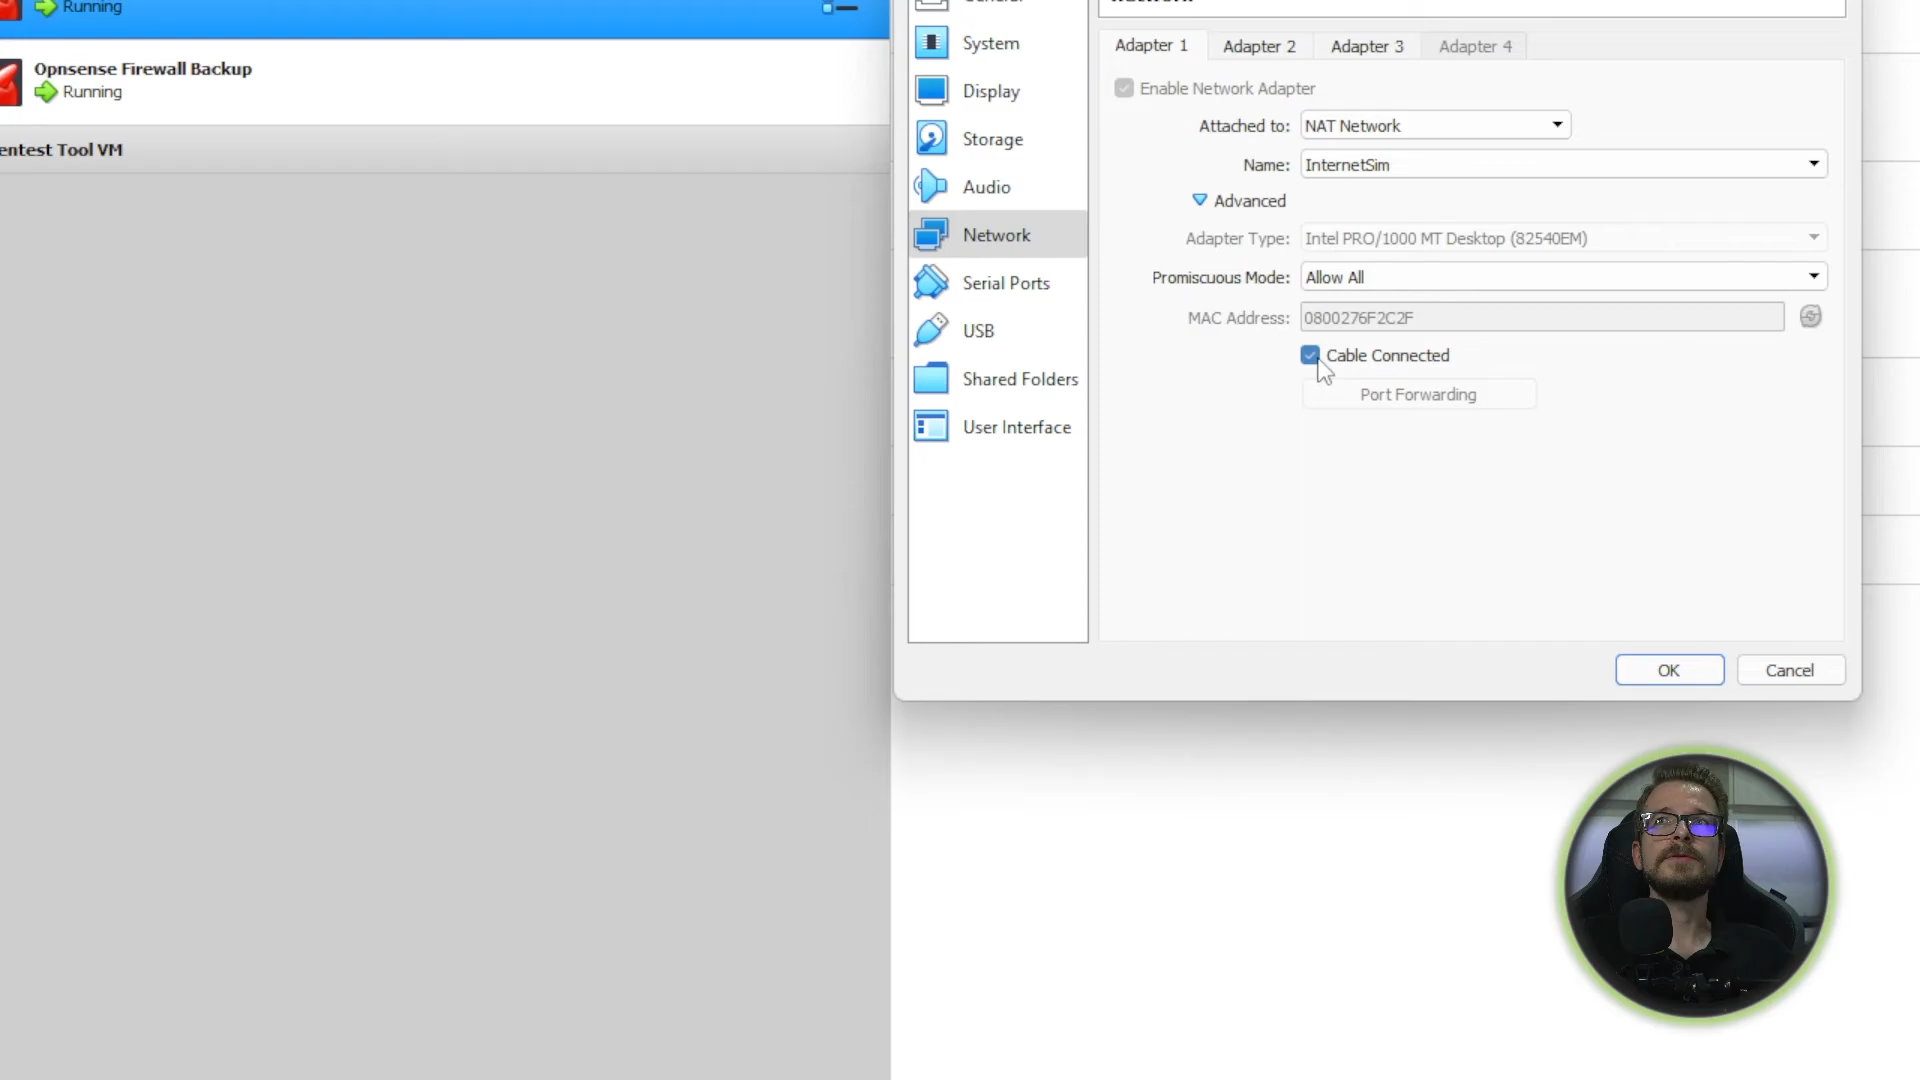 Running
Opnsense Firewall Backup
Running
entest Tool VM
System
Display
Storage
Audio
Network
Serial Ports
USB
Shared Folders
User Interface
Adapter 1
Adapter 2
Adapter 3
Adapter 4
Enable Network Adapter
Attached to: NAT Network
Name: InternetSim
Advanced
Adapter Type: Intel PRO/1000 MT Desktop (82540EM)
Promiscuous Mode: Allow All
MAC Address: 0800276F2C2F
Cable Connected
Port Forwarding
OK
Cancel